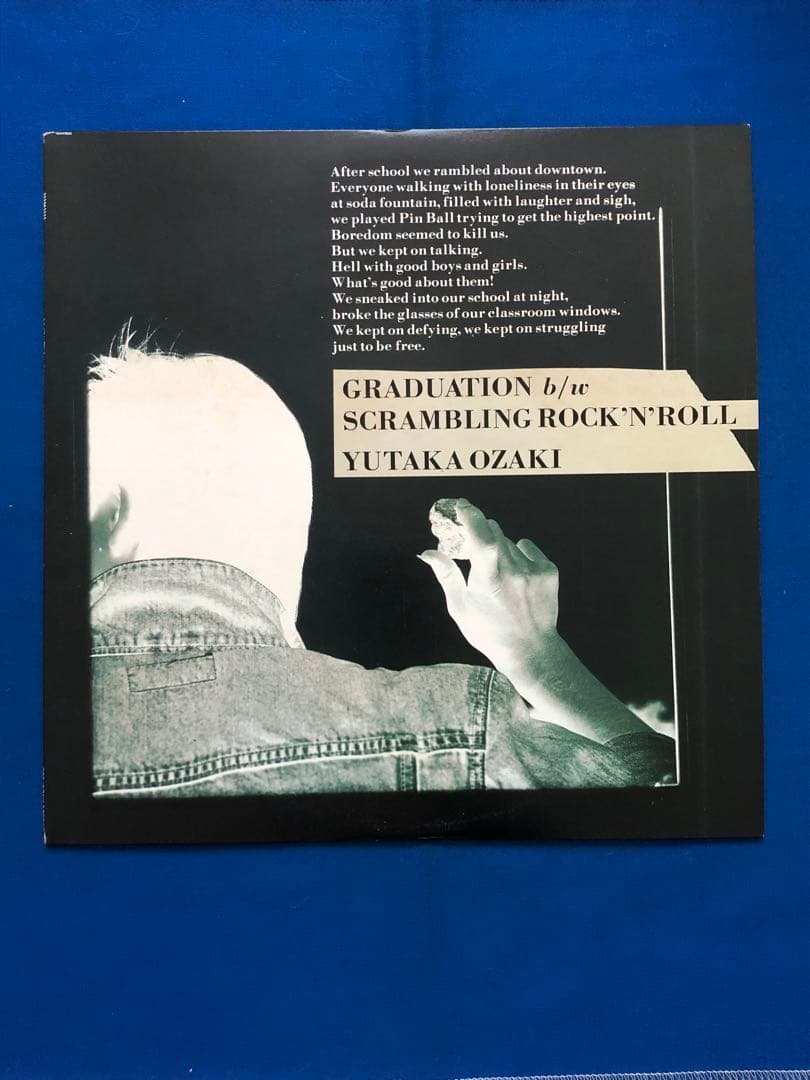 After school we rambled about downtown.
Everyone walking with loneliness in their eyes
at soda fountain, filled with laughter and sigh,
we played Pin Ball trying to get the highest point.
Boredom seemed to kill us.
But we kept on talking.
Hell with good boys and girls.
What's good about them!
We sneaked into our school at night,
broke the glasses of our classroom windows.
We kept on defying, we kept on struggling
just to be free.
GRADUATION b/w
SCRAMBLING ROCK'N'ROLL
YUTAKA OZAKI